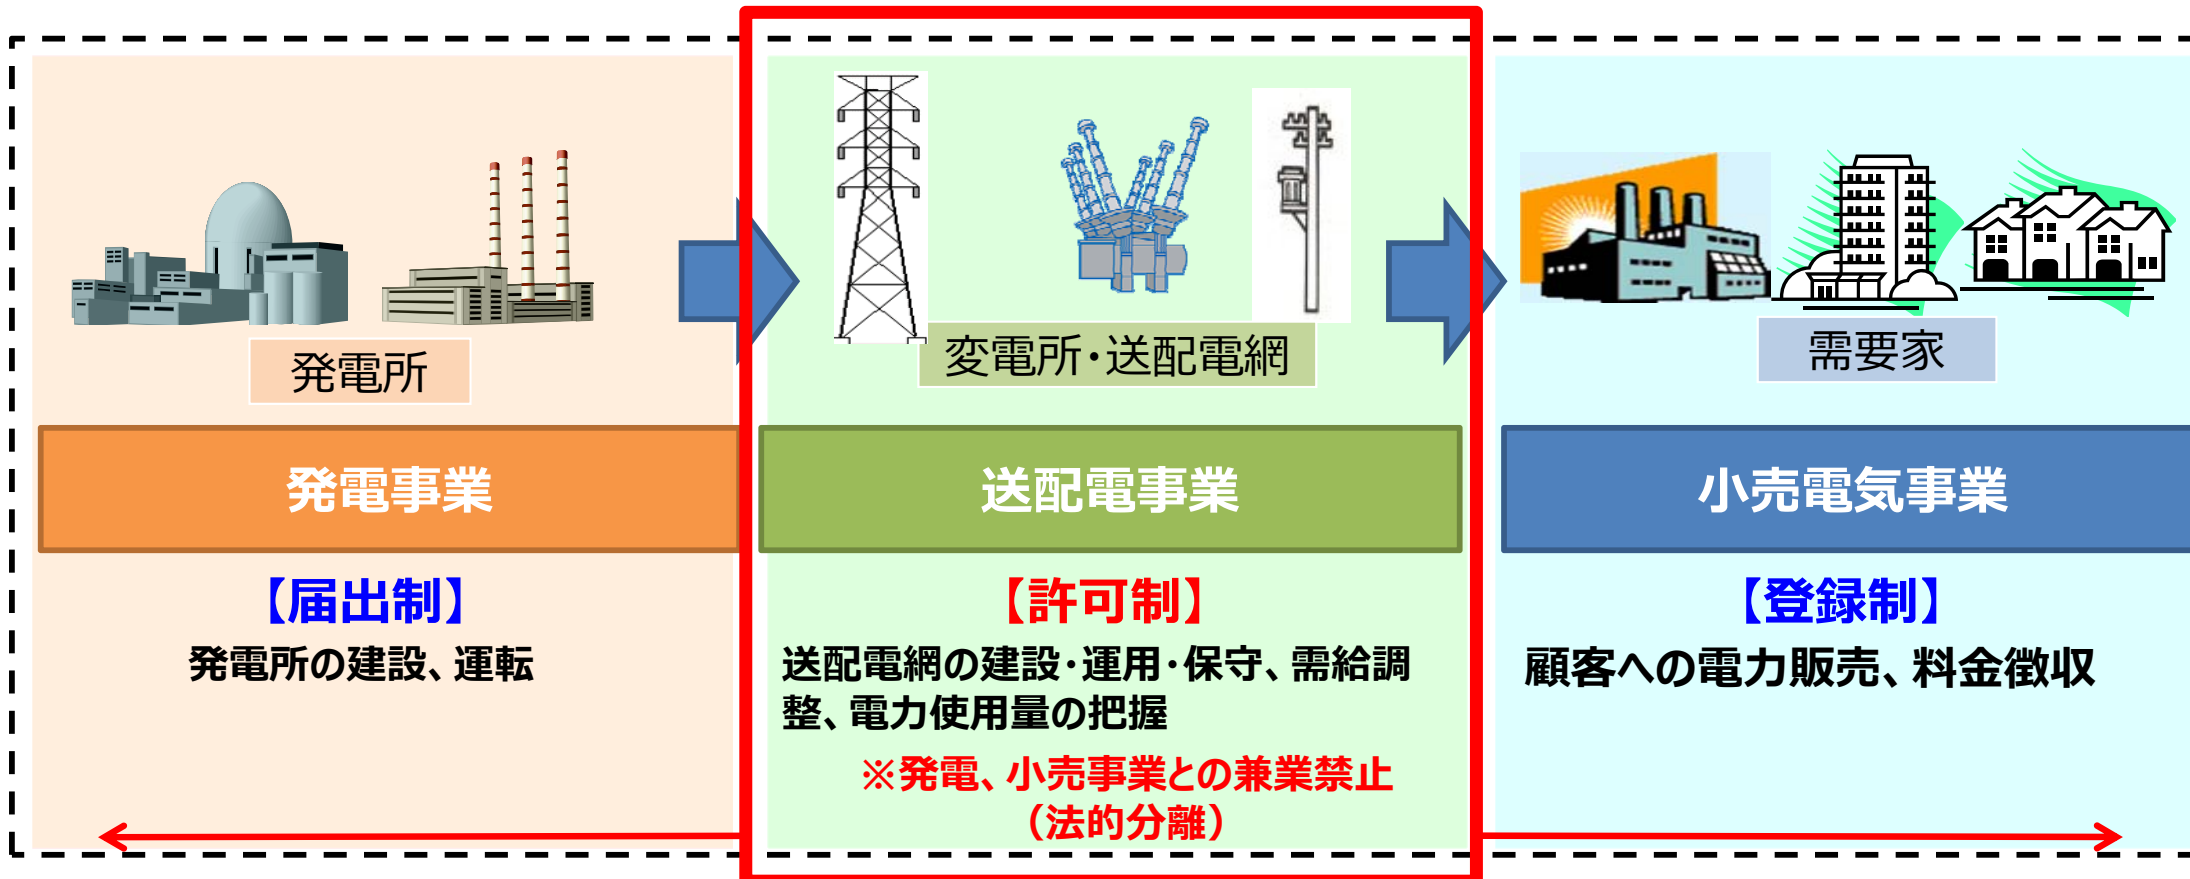 発電所
変電所・送配電網
需要家
発電事業
送配電事業
小売電気事業
【届出制】
発電所の建設、運転
【許可制】
送配電網の建設・運用・保守、需給調
整、電力使用量の把握
※発電、小売事業との兼業禁止
（法的分離）
【登録制】
顧客への電力販売、料金徴収